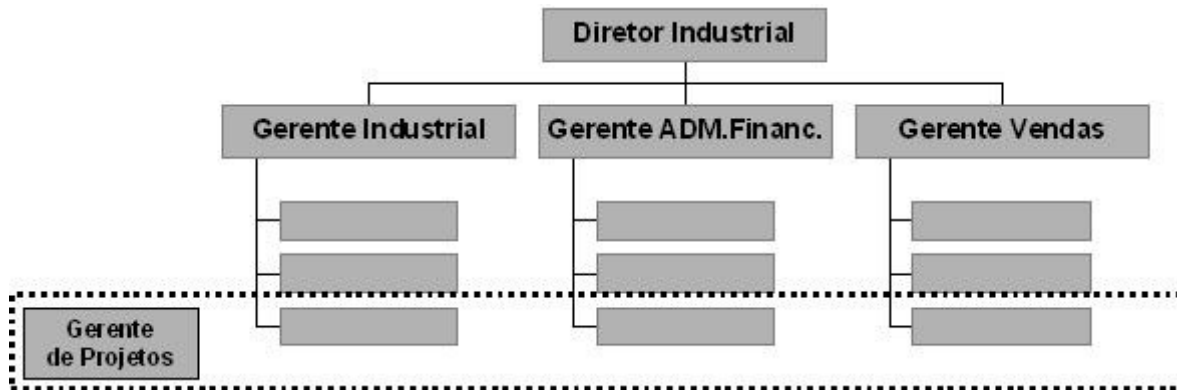 Diretor Industrial
Gerente Industrial
Gerente ADM.Financ.
Gerente Vendas
Gerente
de Projetos